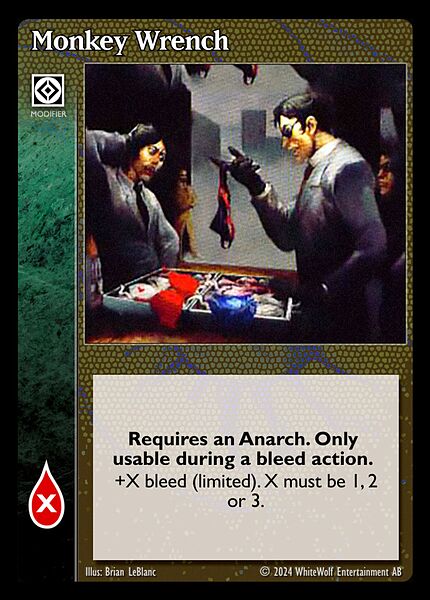 Monkey Wrench
MODIFIER
Requires an Anarch. Only
usable during a bleed action.
+X bleed (limited). X must be 1, 2
or 3.
X
Illus: Brian LeBlanc © 2024 WhiteWolf Entertainment AB